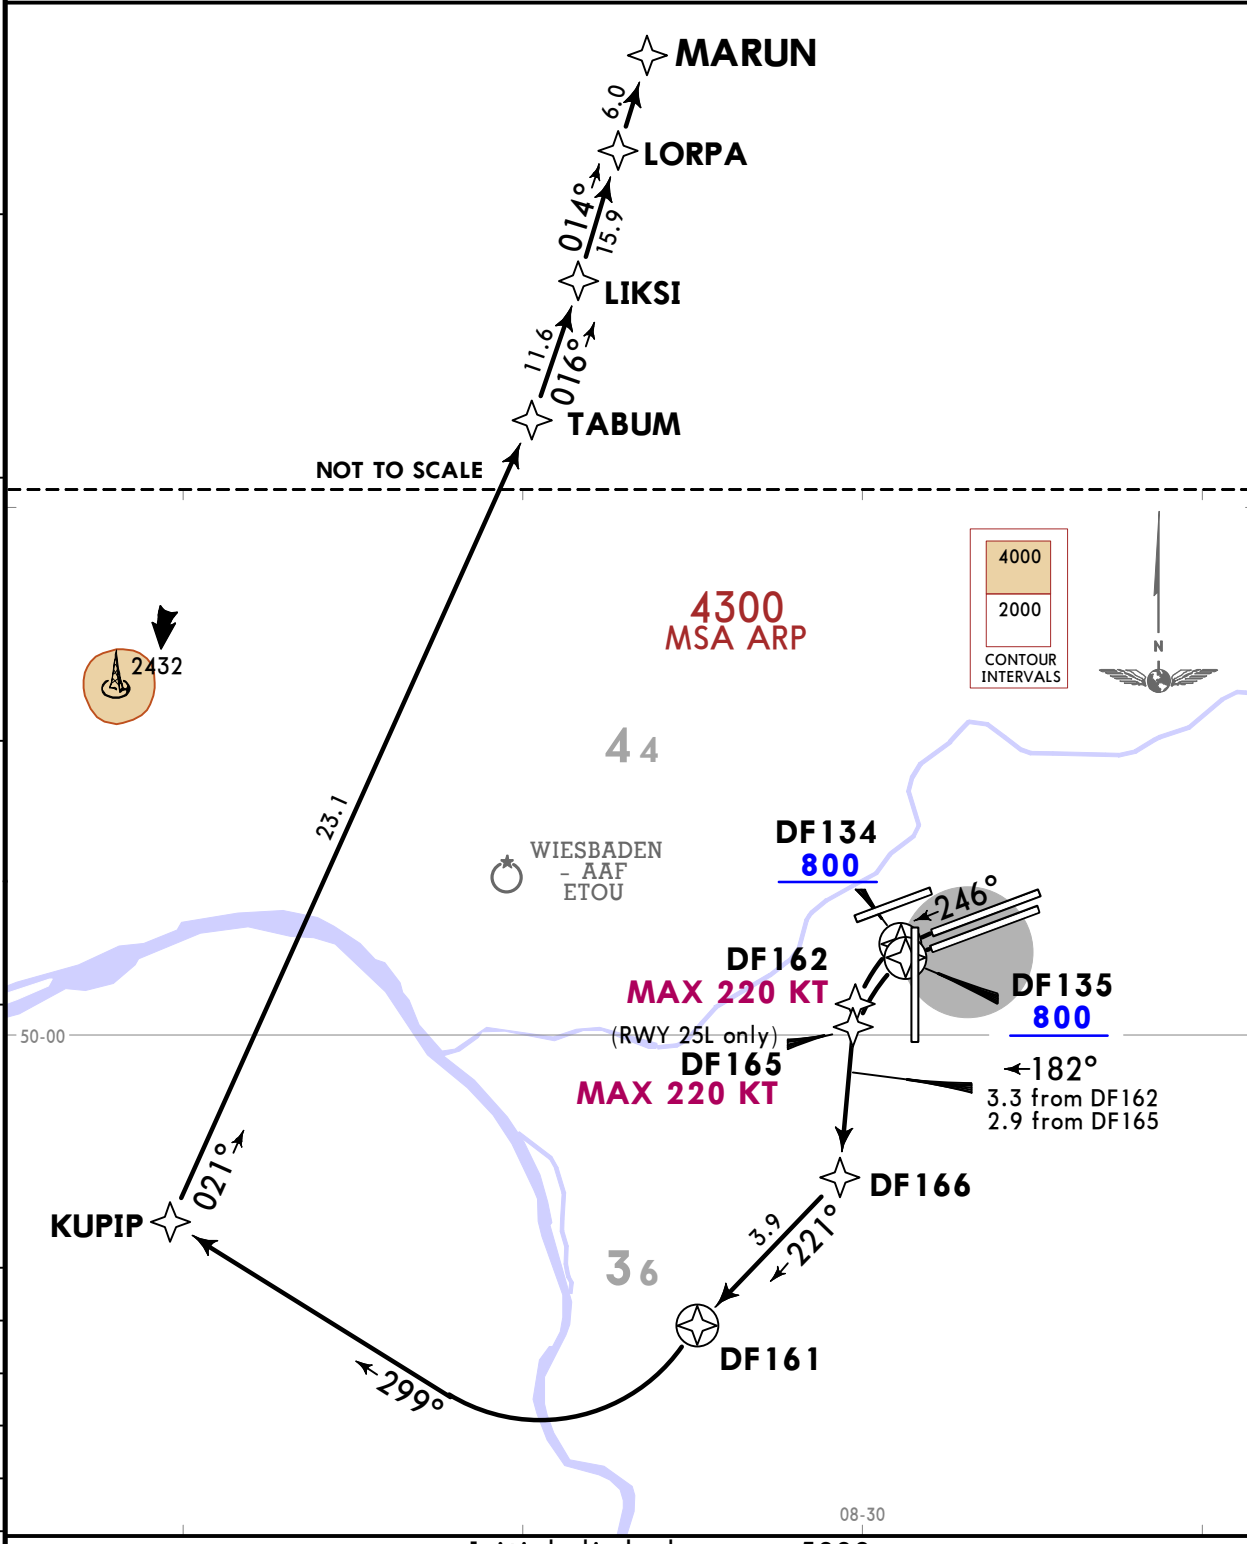 MARUN
6.0
LORPA
014°
15.9
LIKSI
11.6
016°
TABUM
NOT TO SCALE
4000
2000
CONTOUR
INTERVALS
N
4300
MSA ARP
2432
44
23.1
WIESBADEN
- AAF
ETOU
DF134
800
246°
DF162
MAX 220 KT
DF135
800
(RWY 25L only)
DF165
MAX 220 KT
50-00
182°
3.3 from DF162
2.9 from DF165
021°
DF166
KUPIP
3.9
221°
36
DF161
299°
08-30